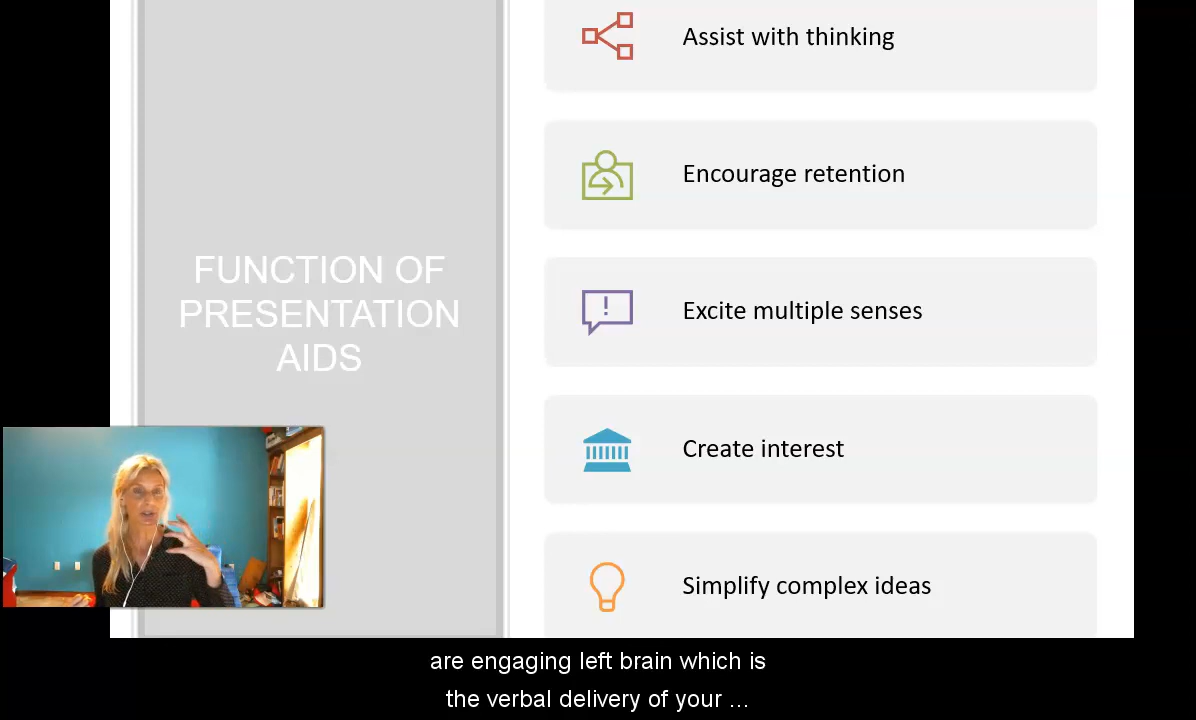 Assist with thinking
Encourage retention
FUNCTION OF
PRESENTATION
AIDS
Excite multiple senses
Create interest
Simplify complex ideas
are engaging left brain which is
the verbal delivery of your ...